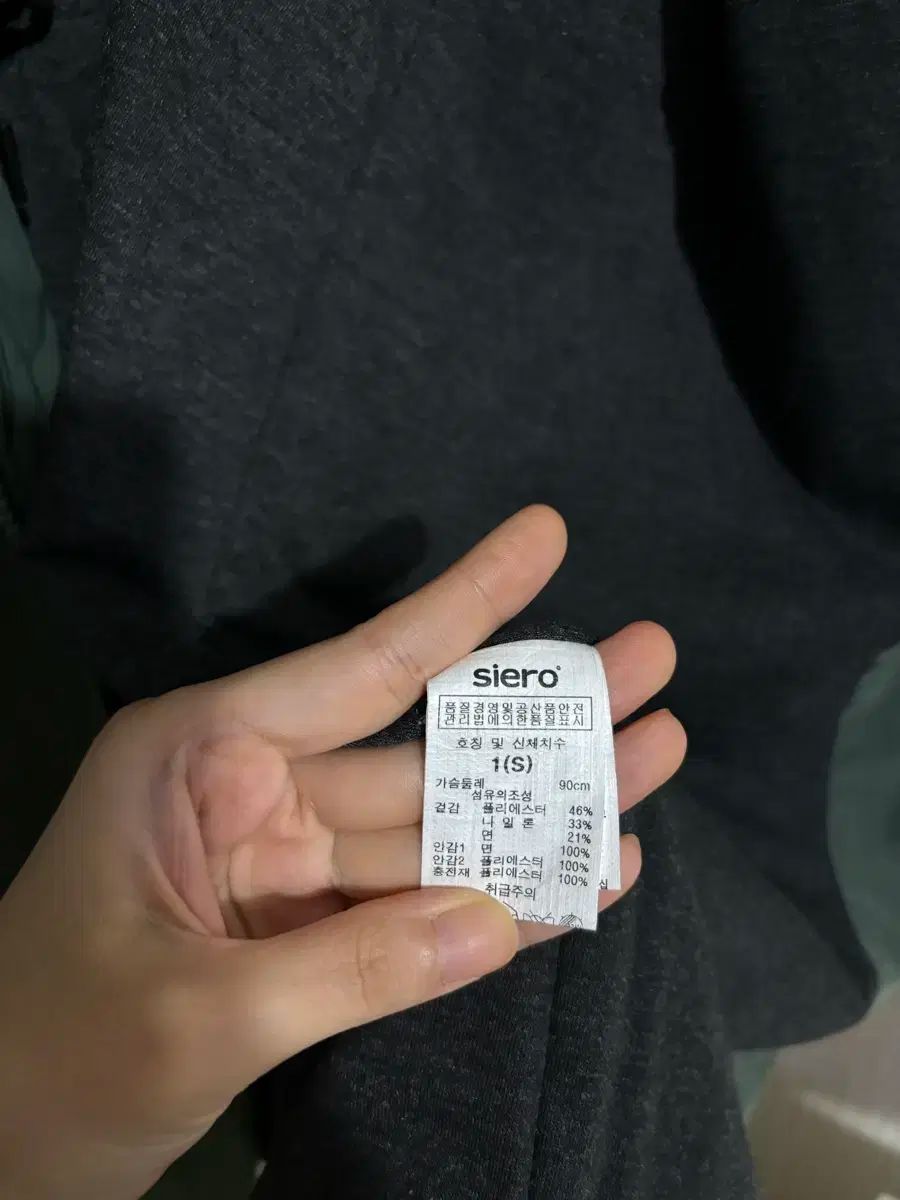 siero
품질경영및공산품안전
관리법에의한품질표시
호칭 및 신체치수
1(S)
가슴둘레 90cm
섬유의조성
겉감 폴리에스터 46%
나일론 33%
면 21%
안감1 면 100%
안감2 폴리에스터 100%
충전재 폴리에스터 100%
취급주의
십